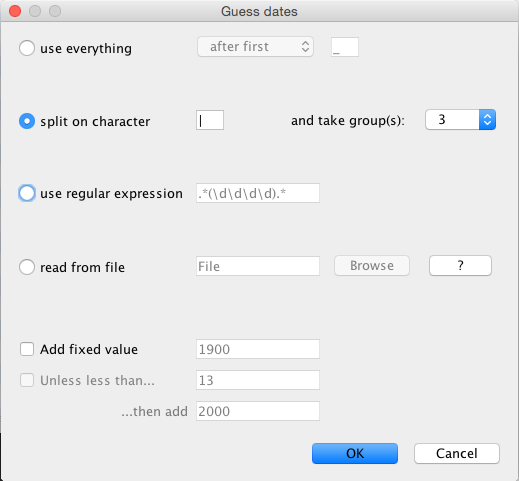 Guess dates
use everything after first _
split on character | and take group(s): 3
use regular expression .*(\d\d\d\d).*
read from file File Browse ?
Add fixed value 1900
Unless less than... 13
...then add 2000
OK Cancel